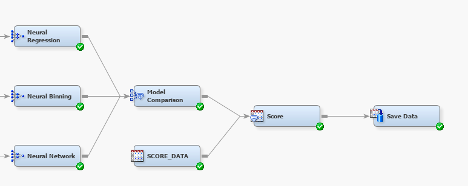 Neural
Regression
Neural Binning
Model
Comparison
Score
Save Data
Neural Network
SCORE_DATA